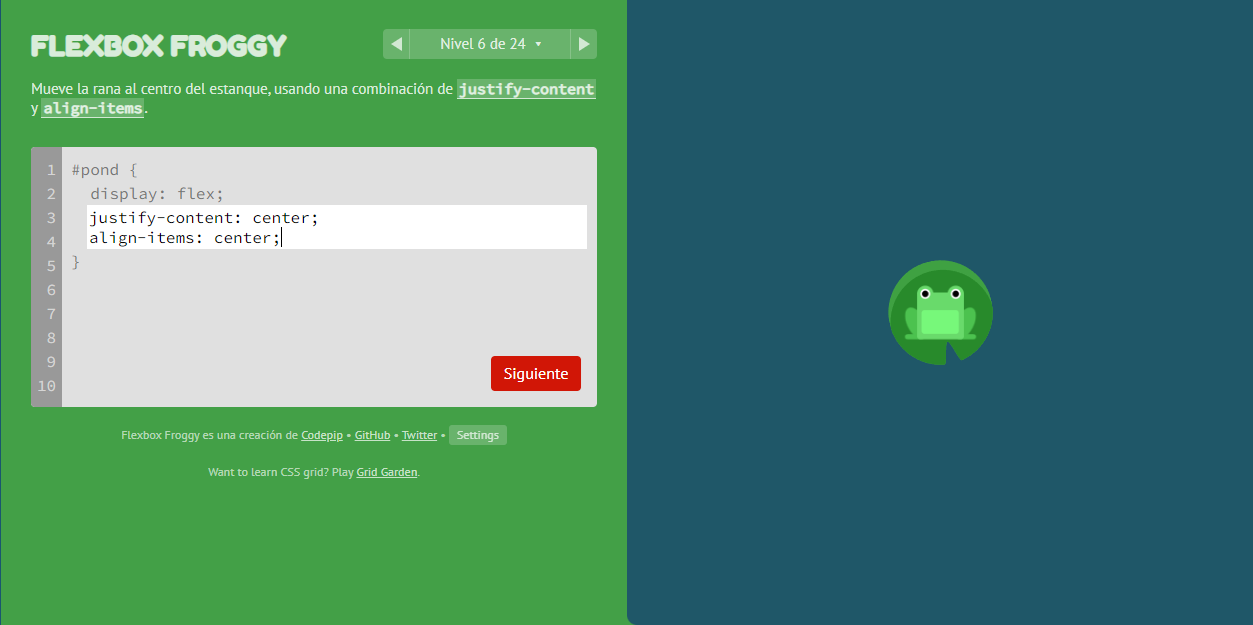 FLEXBOX FROGGY
◀ Nivel 6 de 24 ▾ ▶
Mueve la rana al centro del estanque, usando una combinación de justify-content
y align-items.
1 #pond {
2 display: flex;
3 justify-content: center;
4 align-items: center;
5 }
6
7
8
9
10
Siguiente
Flexbox Froggy es una creación de Codepip • GitHub • Twitter • Settings
Want to learn CSS grid? Play Grid Garden.